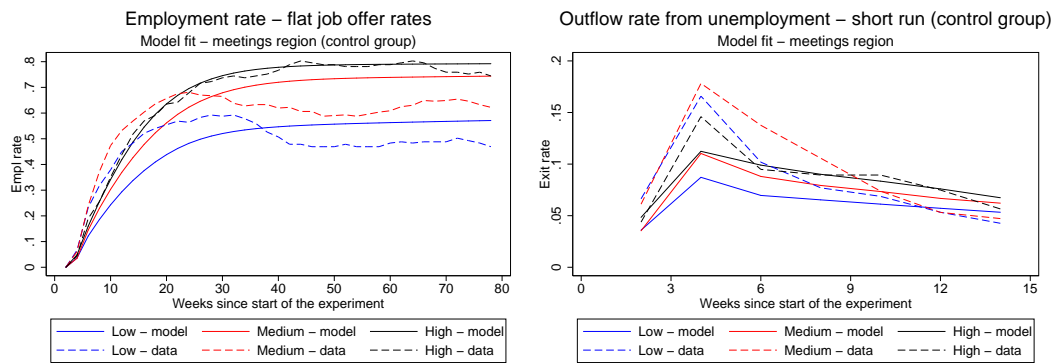 Employment rate – flat job offer rates
Model fit – meetings region (control group)
Empl rate
.8
.7
.6
.5
.4
.3
.2
.1
0
0 10 20 30 40 50 60 70 80
Weeks since start of the experiment
Low – model Medium – model High – model
Low – data Medium – data High – data
Outflow rate from unemployment – short run (control group)
Model fit – meetings region
Exit rate
.2
.15
.1
.05
0
0 3 6 9 12 15
Weeks since start of the experiment
Low – model Medium – model High – model
Low – data Medium – data High – data